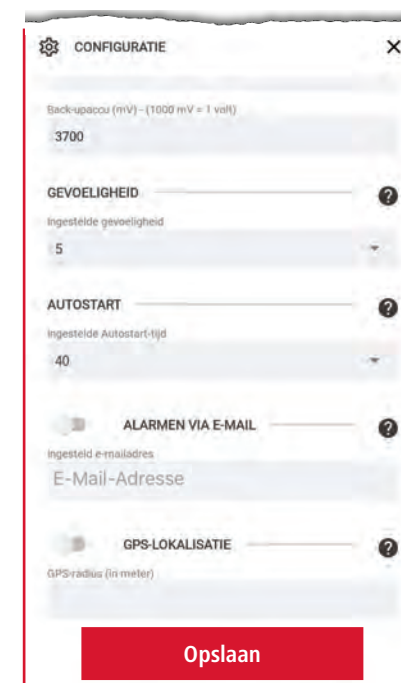 CONFIGURATIE
Back-upaccu (mV) - (1000 mV = 1 volt)
3700
GEVOELIGHEID
Ingestelde gevoeligheid
5
AUTOSTART
Ingestelde Autostart-tijd
40
ALARMEN VIA E-MAIL
Ingesteld e-mailadres
E-Mail-Adresse
GPS-LOKALISATIE
GPS-radius (in meter)
Opslaan